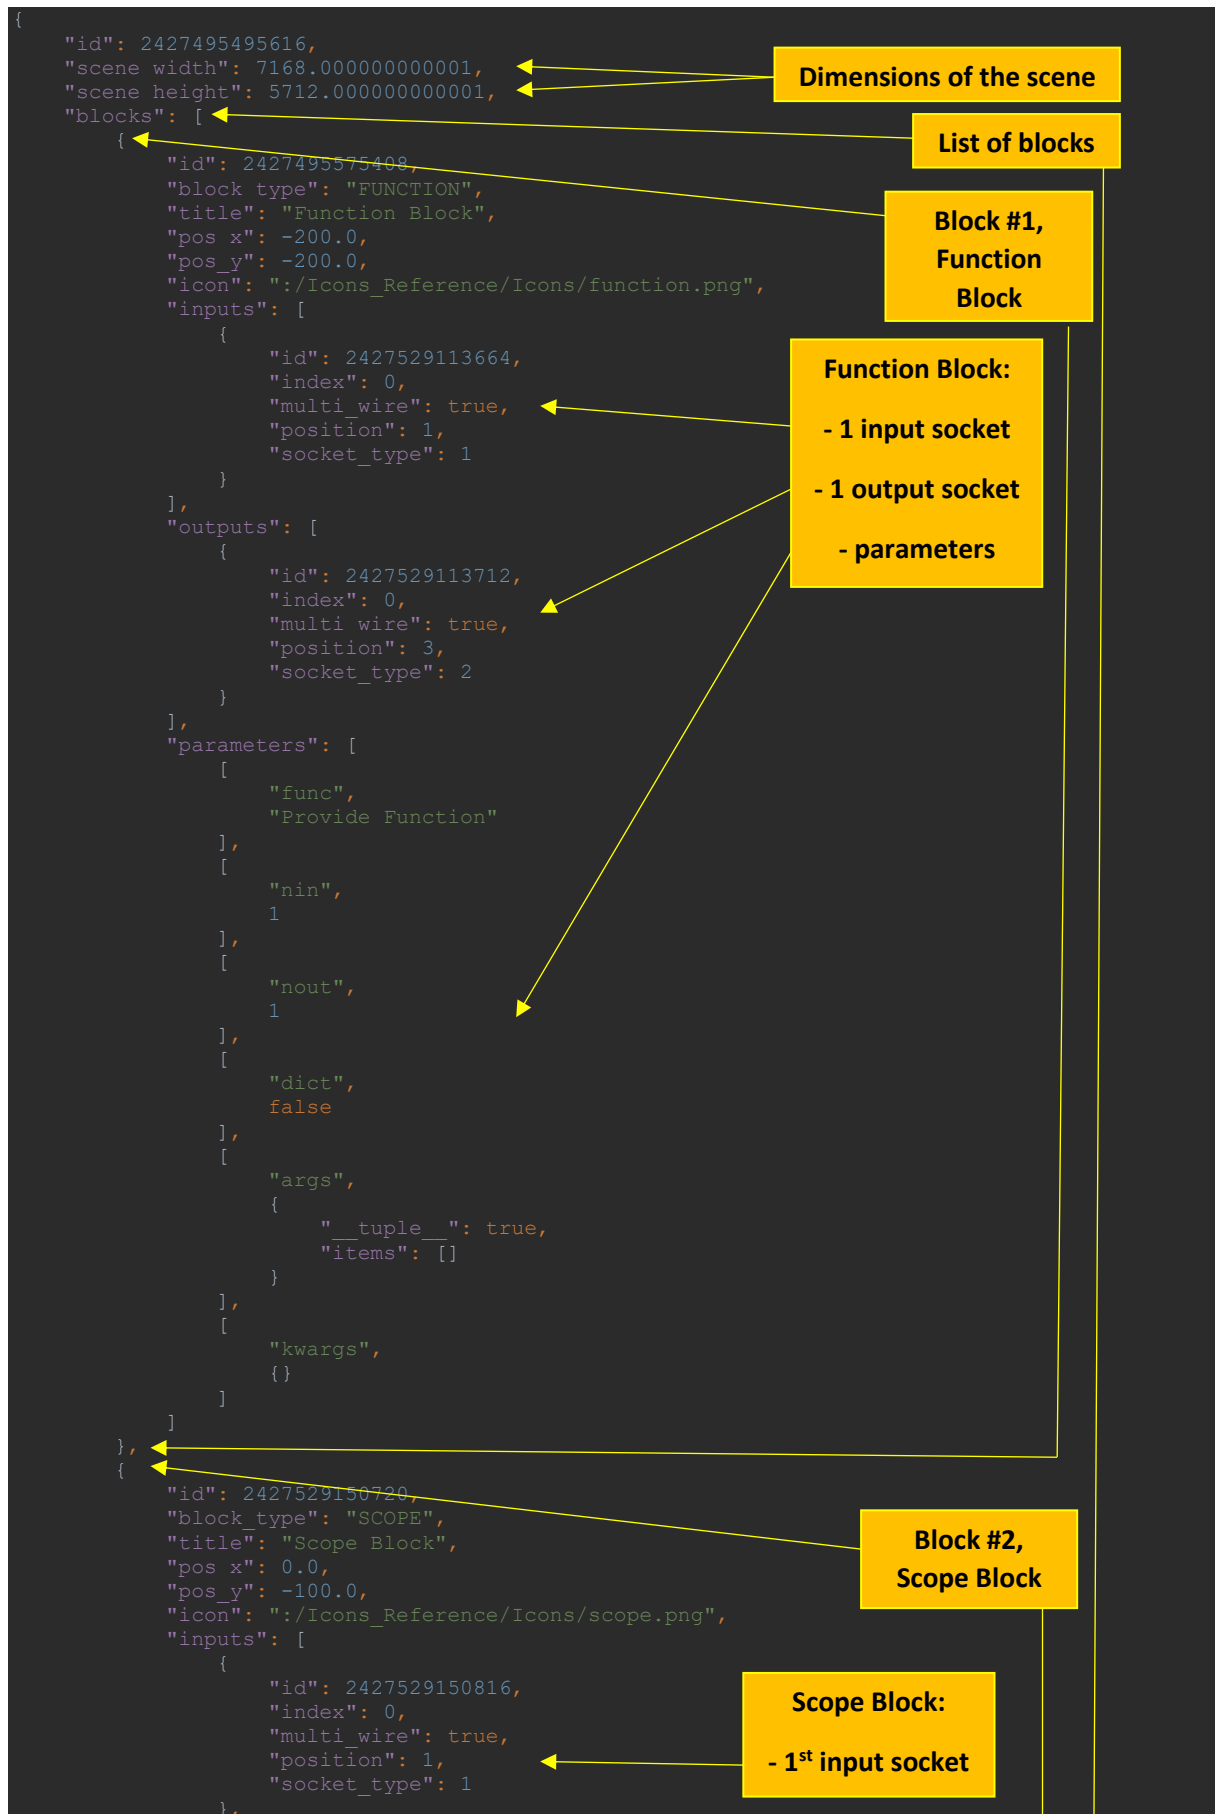 {
    "id": 2427495495616,
    "scene width": 7168.000000000001,
    "scene height": 5712.000000000001,
Dimensions of the scene
    "blocks": [
List of blocks
        {
            "id": 2427495575408,
            "block type": "FUNCTION",
            "title": "Function Block",
            "pos x": -200.0,
            "pos_y": -200.0,
            "icon": ":/Icons_Reference/Icons/function.png",
Block #1,
Function
Block
            "inputs": [
                {
                    "id": 2427529113664,
                    "index": 0,
                    "multi_wire": true,
                    "position": 1,
                    "socket_type": 1
                }
            ],
Function Block:
- 1 input socket
- 1 output socket
- parameters
            "outputs": [
                {
                    "id": 2427529113712,
                    "index": 0,
                    "multi wire": true,
                    "position": 3,
                    "socket_type": 2
                }
            ],
            "parameters": [
                [
                    "func",
                    "Provide Function"
                ],
                [
                    "nin",
                    1
                ],
                [
                    "nout",
                    1
                ],
                [
                    "dict",
                    false
                ],
                [
                    "args",
                    {
                        "__tuple__": true,
                        "items": []
                    }
                ],
                [
                    "kwargs",
                    {}
                ]
            ]
        },
        {
            "id": 2427529150720,
            "block_type": "SCOPE",
            "title": "Scope Block",
            "pos x": 0.0,
            "pos_y": -100.0,
            "icon": ":/Icons_Reference/Icons/scope.png",
Block #2,
Scope Block
            "inputs": [
                {
                    "id": 2427529150816,
                    "index": 0,
                    "multi_wire": true,
                    "position": 1,
                    "socket_type": 1
                },
Scope Block:
- 1st input socket